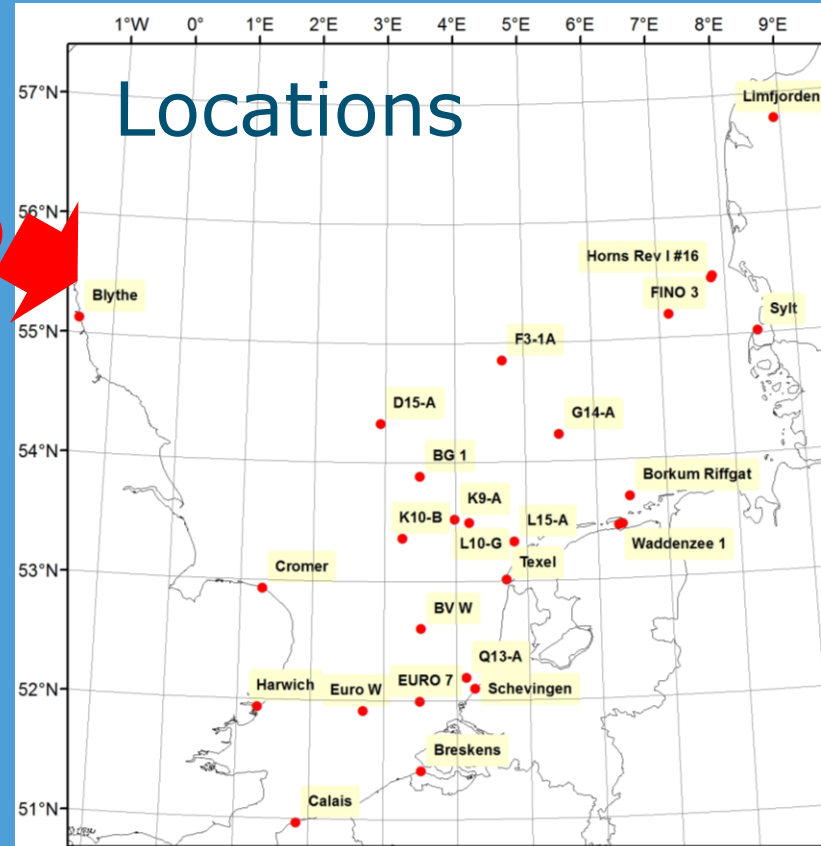 1°W 0° 1°E 2°E 3°E 4°E 5°E 6°E 7°E 8°E 9°E
Locations
57°N
Limfjorden
56°N
Horns Rev I #16
FINO 3
Blythe
Sylt
55°N
F3-1A
D15-A
G14-A
54°N
BG 1
Borkum Riffgat
K9-A
K10-B
L15-A
L10-G
Waddenzee 1
Texel
Cromer
53°N
BV W
Q13-A
Harwich
Euro W
EURO 7
Schevingen
52°N
Breskens
Calais
51°N